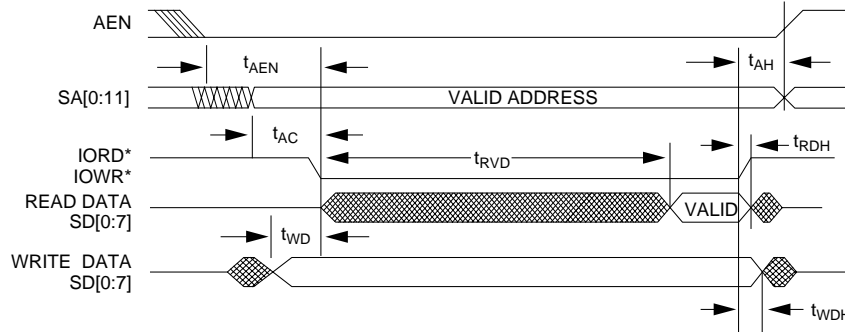 AEN
tAEN
tAH
SA[0:11]
VALID ADDRESS
tAC
tRVD
tRDH
IORD*
IOWR*
READ DATA
SD[0:7]
VALID
tWD
WRITE DATA
SD[0:7]
tWDH